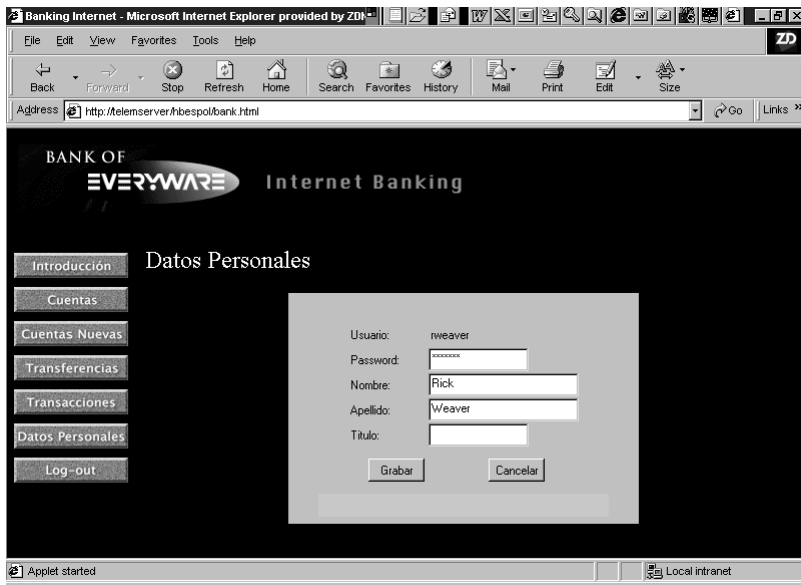 Banking Internet - Microsoft Internet Explorer provided by ZDN
File Edit View Favorites Tools Help
ZD
Back Forward Stop Refresh Home Search Favorites History Mail Print Edit Size
Address http://telemserver/hbespol/bank.html Go Links »
BANK OF
EVERYWARE
Internet Banking
Datos Personales
Introducción
Cuentas
Cuentas Nuevas
Transferencias
Transacciones
Datos Personales
Log-out
Usuario: rweaver
Password: *******
Nombre: Rick
Apellido: Weaver
Titulo:
Grabar Cancelar
Applet started Local intranet